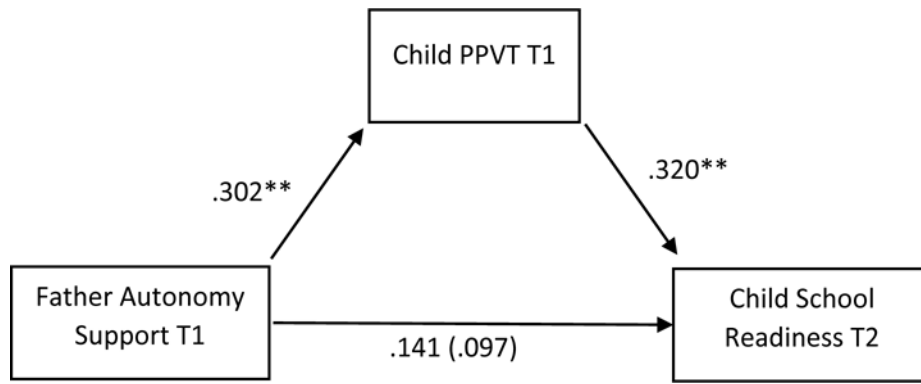 Child PPVT T1
.302**
.320**
Father Autonomy
Support T1
.141 (.097)
Child School
Readiness T2